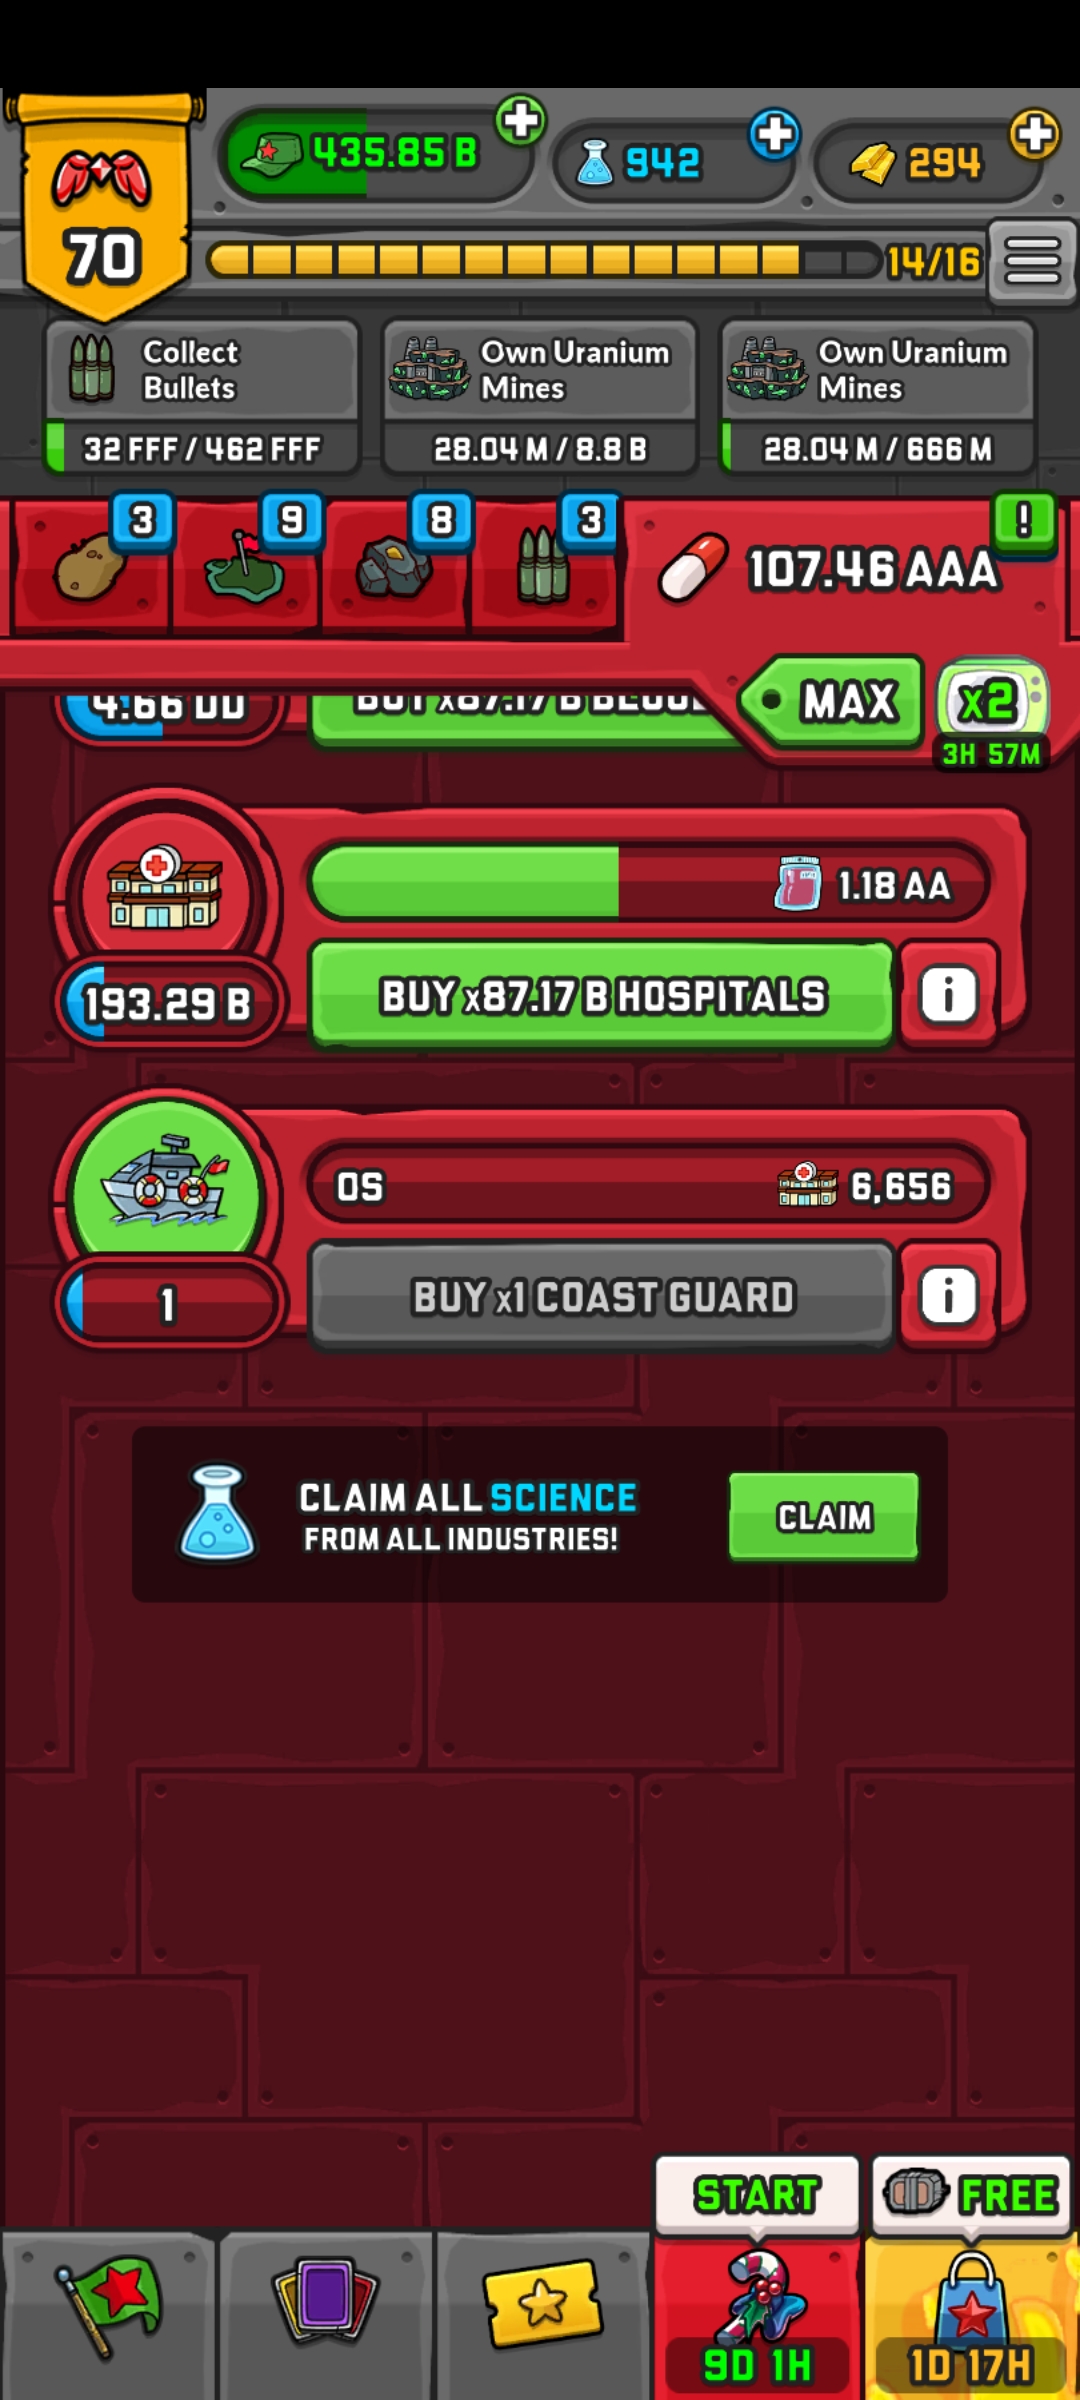 435.85 B
942
294
70
14/16
Collect
Bullets
32 FFF / 462 FFF
Own Uranium
Mines
28.04 M / 8.8 B
Own Uranium
Mines
28.04 M / 666 M
3
9
8
3
!
107.46 AAA
MAX
x2
3H 57M
4.66 DD
BUY x87.17 B
1.18 AA
193.29 B
BUY x87.17 B HOSPITALS
i
0S
6,656
1
BUY x1 COAST GUARD
i
CLAIM ALL SCIENCE
FROM ALL INDUSTRIES!
CLAIM
START
FREE
9D 1H
1D 17H